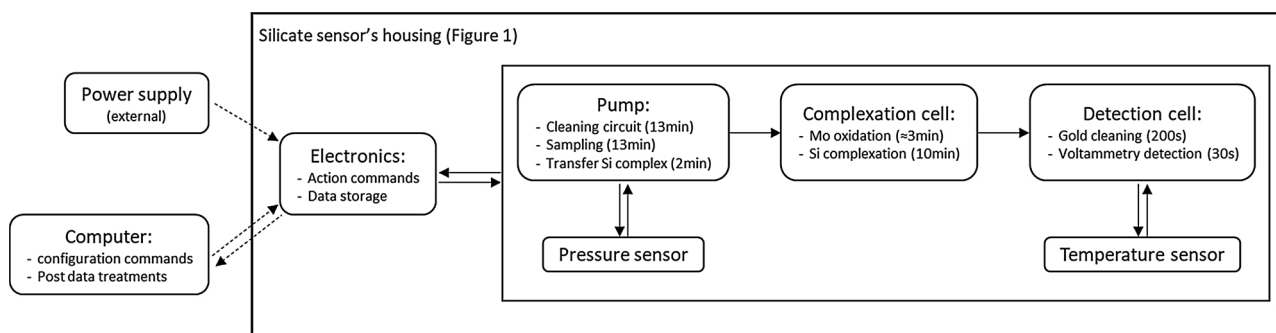 Silicate sensor's housing (Figure 1)
Power supply
(external)
Electronics:
- Action commands
- Data storage
Computer:
- configuration commands
- Post data treatments
Pump:
- Cleaning circuit (13min)
- Sampling (13min)
- Transfer Si complex (2min)
Pressure sensor
Complexation cell:
- Mo oxidation (≈3min)
- Si complexation (10min)
Detection cell:
- Gold cleaning (200s)
- Voltammetry detection (30s)
Temperature sensor